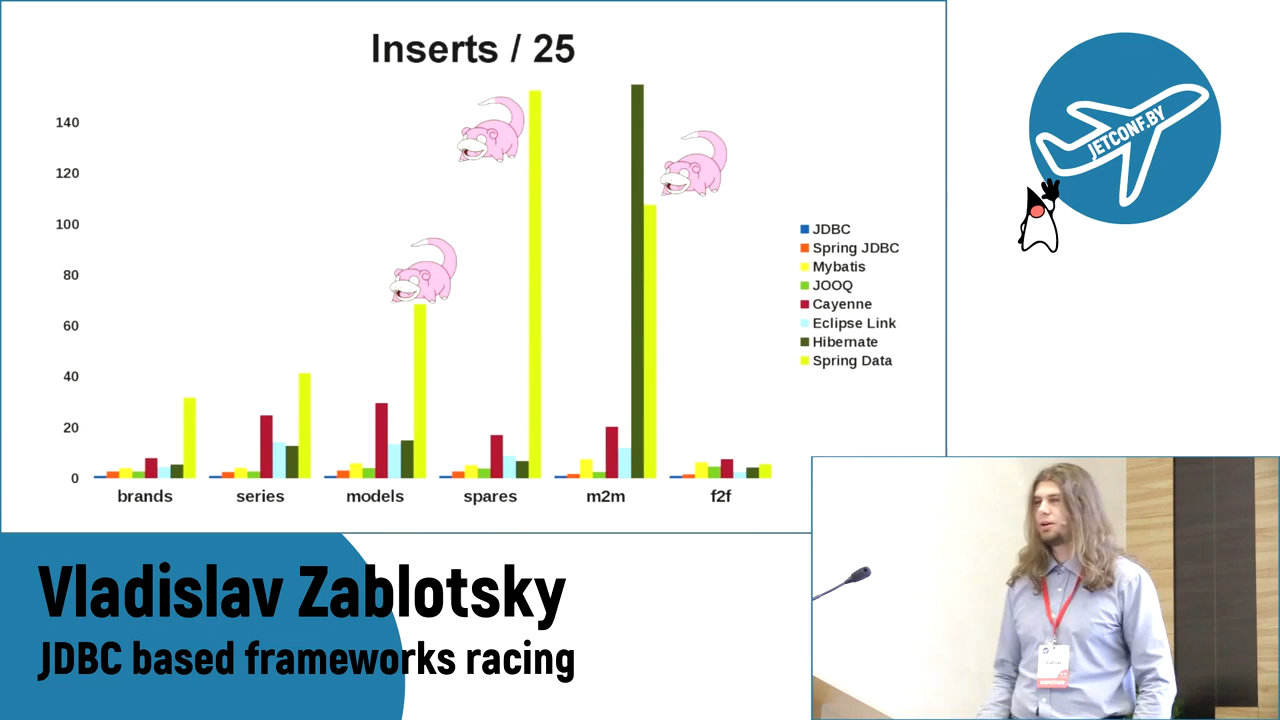 Inserts / 25
140
120
100
80
60
40
20
0
brands
series
models
spares
m2m
f2f
JDBC
Spring JDBC
Mybatis
JOOQ
Cayenne
Eclipse Link
Hibernate
Spring Data
JETCONF.BY
Vladislav Zablotsky
JDBC based frameworks racing